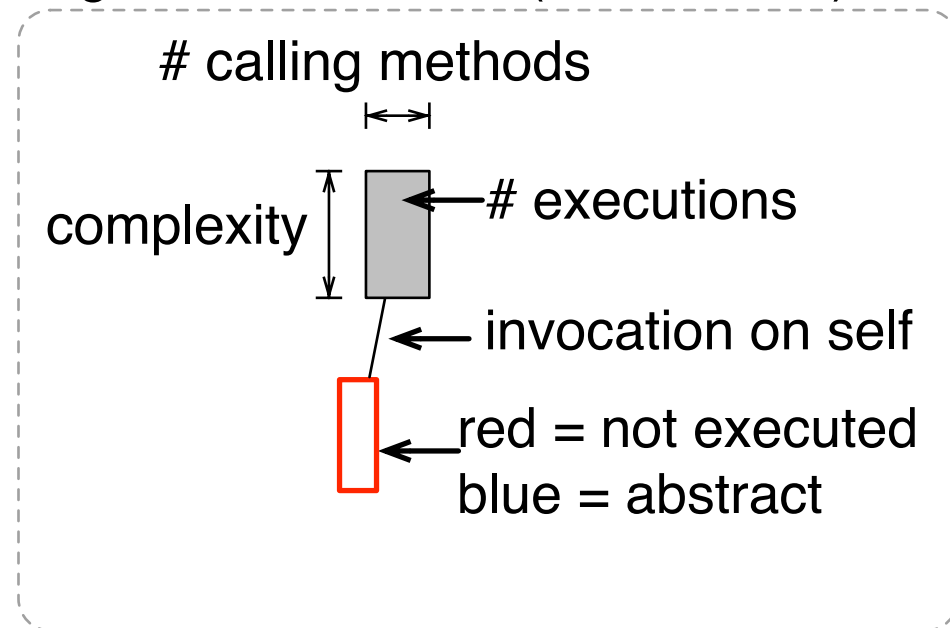 # calling methods
# executions
complexity
invocation on self
red = not executed
blue = abstract